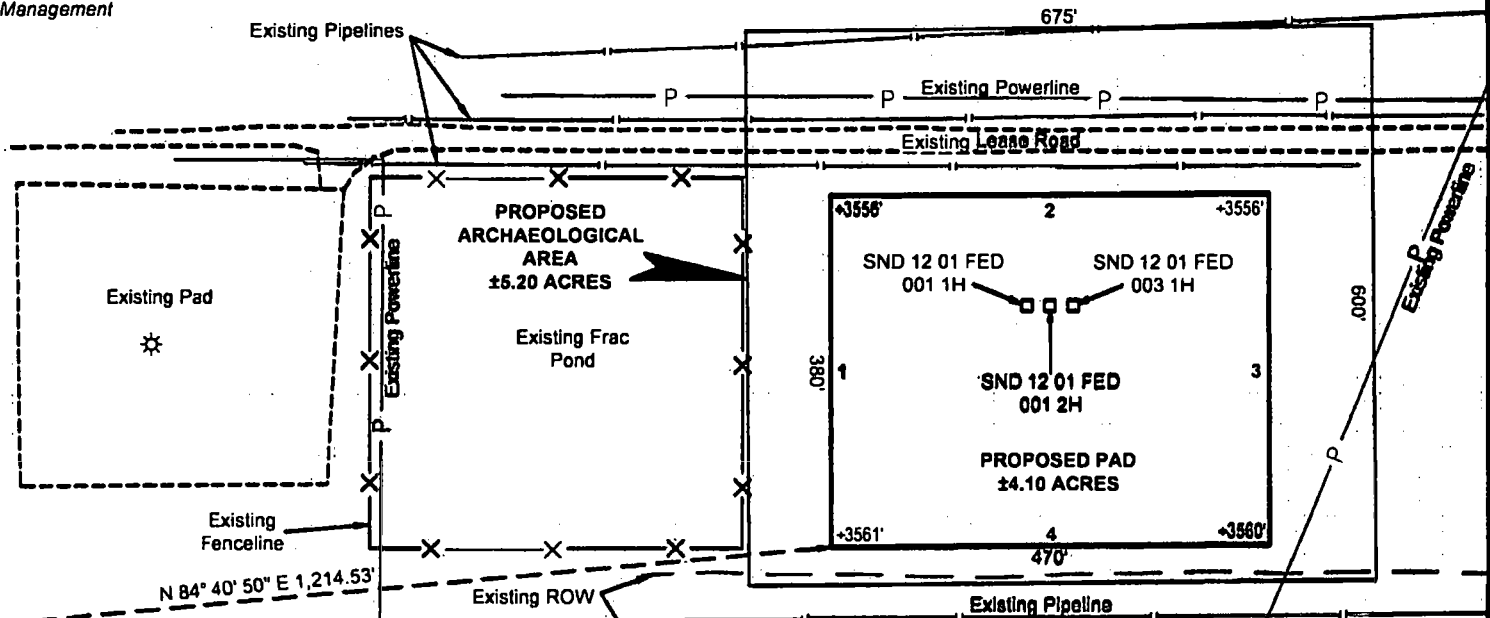 Management
Existing Pipelines
675'
Existing Powerline
P P P P
Existing Lease Road
PROPOSED
ARCHAEOLOGICAL
AREA
±5.20 ACRES
Existing Frac
Pond
Existing Pad
P
Existing Powerline
P
+3556'
2
+3556'
SND 12 01 FED
001 1H
SND 12 01 FED
003 1H
SND 12 01 FED
001 2H
380'
1
3
600'
P
Existing Powerline
P
PROPOSED PAD
±4.10 ACRES
+3561'
4
+3560'
470'
Existing
Fenceline
N 84° 40' 50" E 1,214.53'
Existing ROW
Existing Pipeline